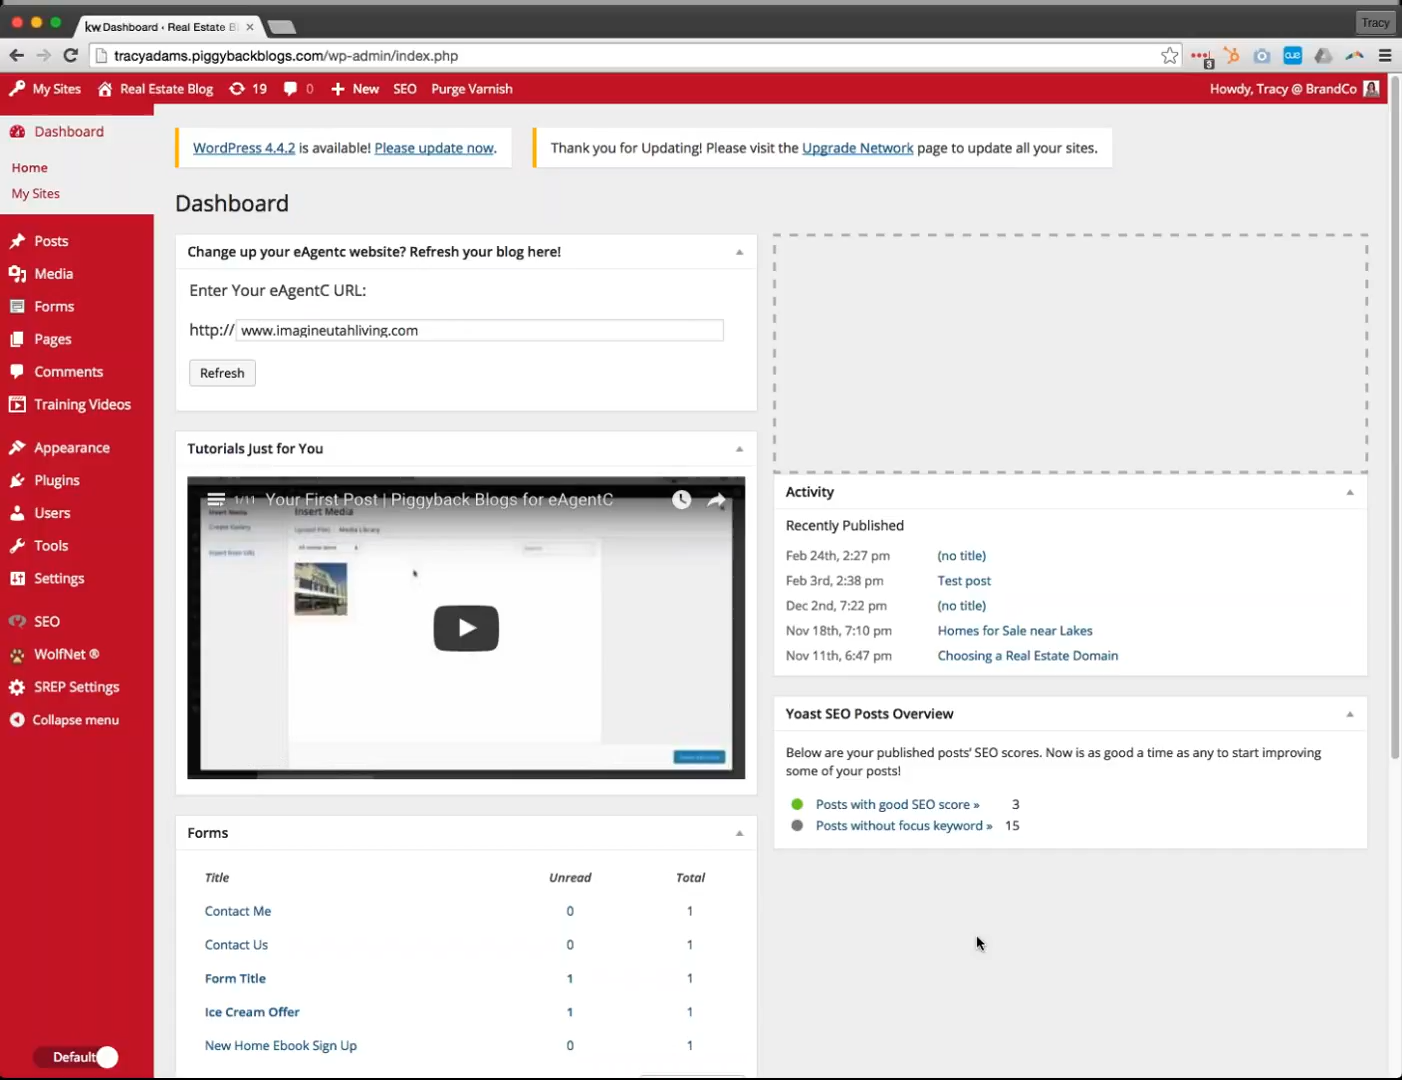 Tracy
kw Dashboard ‹ Real Estate B
tracyadams.piggybackblogs.com/wp-admin/index.php
3
cue
My Sites Real Estate Blog 19 0 New SEO Purge Varnish Howdy, Tracy @ BrandCo
Dashboard
Home
My Sites
Posts
Media
Forms
Pages
Comments
Training Videos
Appearance
Plugins
Users
Tools
Settings
SEO
WolfNet ®
SREP Settings
Collapse menu
Default
WordPress 4.4.2 is available! Please update now.
Thank you for Updating! Please visit the Upgrade Network page to update all your sites.
Dashboard
Change up your eAgentc website? Refresh your blog here!
Enter Your eAgentC URL:
http:// www.imagineutahliving.com
Refresh
Tutorials Just for You
1/11 Your First Post | Piggyback Blogs for eAgentC
Insert Media
Insert Media
Create Gallery
Upload Files Media Library
Insert from URL
Forms
Title Unread Total
Contact Me 0 1
Contact Us 0 1
Form Title 1 1
Ice Cream Offer 1 1
New Home Ebook Sign Up 0 1
Activity
Recently Published
Feb 24th, 2:27 pm (no title)
Feb 3rd, 2:38 pm Test post
Dec 2nd, 7:22 pm (no title)
Nov 18th, 7:10 pm Homes for Sale near Lakes
Nov 11th, 6:47 pm Choosing a Real Estate Domain
Yoast SEO Posts Overview
Below are your published posts' SEO scores. Now is as good a time as any to start improving
some of your posts!
Posts with good SEO score » 3
Posts without focus keyword » 15